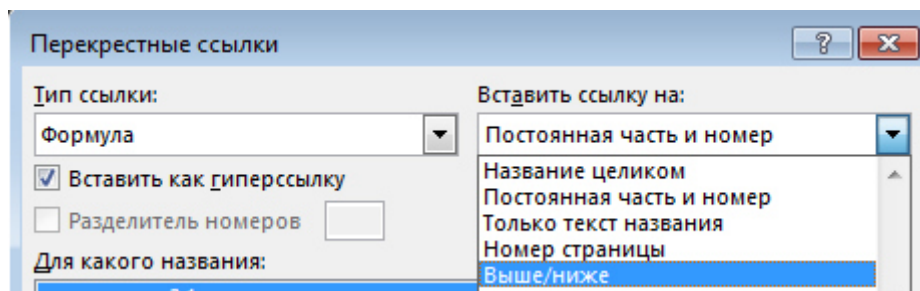 Перекрестные ссылки
Тип ссылки:
Вставить ссылку на:
Формула
Постоянная часть и номер
Вставить как гиперссылку
Название целиком
Постоянная часть и номер
Разделитель номеров
Только текст названия
Номер страницы
Для какого названия:
Выше/ниже